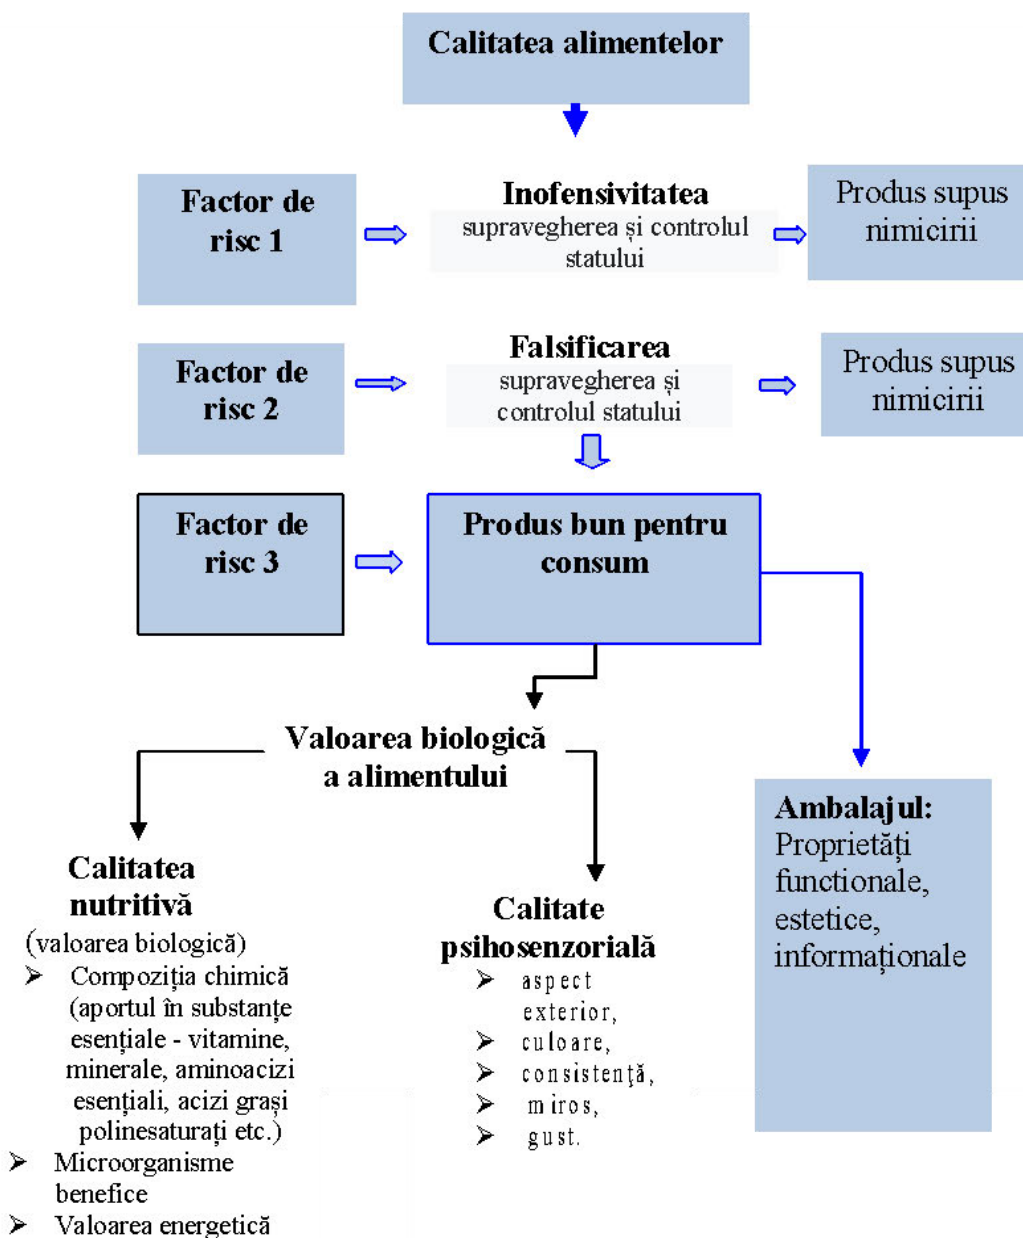 Calitatea alimentelor
Factor de
risc 1
Inofensivitatea
supravegherea și controlul
statului
Produs supus
nimicirii
Factor de
risc 2
Falsificarea
supravegherea și
controlul statului
Produs supus
nimicirii
Factor de
risc 3
Produs bun pentru
consum
Valoarea biologică
a alimentului
Calitatea
nutritivă
(valoarea biologică)
➢ Compoziția chimică
(aportul în substanțe
esențiale - vitamine,
minerale, aminoacizi
esențiali, acizi grași
polinesaturați etc.)
➢ Microorganisme
benefice
➢ Valoarea energetică
Calitate
psihosenzorială
➢ aspect
exterior,
➢ culoare,
➢ consistenţă,
➢ miros,
➢ gust.
Ambalajul:
Proprietăți
functionale,
estetice,
informaționale